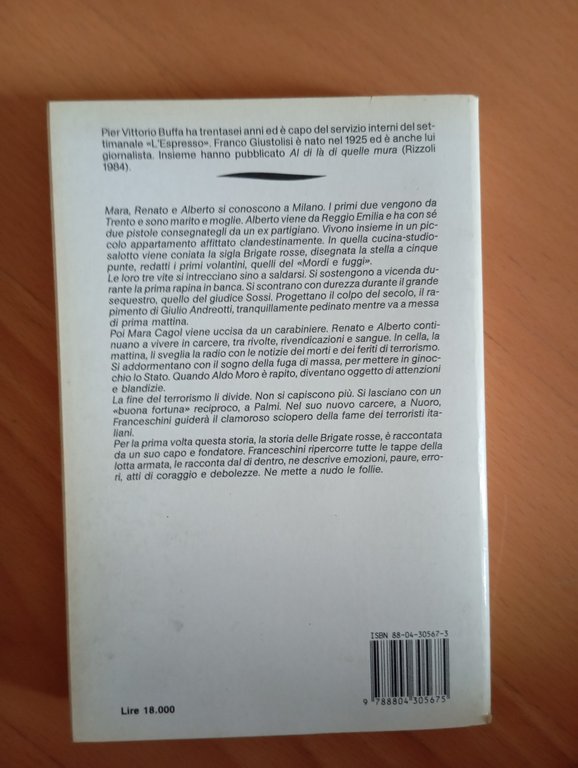 Pier Vittorio Buffa ha trentasei anni ed è capo del servizio interni del set-
timanale «L'Espresso». Franco Giustolisi è nato nel 1925 ed è anche lui
giornalista. Insieme hanno pubblicato Al di là di quelle mura (Rizzoli
1984).
Mara, Renato e Alberto si conoscono a Milano. I primi due vengono da
Trento e sono marito e moglie. Alberto viene da Reggio Emilia e ha con sé
due pistole consegnategli da un ex partigiano. Vivono insieme in un pic-
colo appartamento affittato clandestinamente. In quella cucina-studio-
salotto viene coniata la sigla Brigate rosse, disegnata la stella a cinque
punte, redatti i primi volantini, quelli del «Mordi e fuggi».
Le loro tre vite si intrecciano sino a saldarsi. Si sostengono a vicenda du-
rante la prima rapina in banca. Si scontrano con durezza durante il grande
sequestro, quello del giudice Sossi. Progettano il colpo del secolo, il ra-
pimento di Giulio Andreotti, tranquillamente pedinato mentre va a messa
di prima mattina.
Poi Mara Cagol viene uccisa da un carabiniere. Renato e Alberto conti-
nuano a vivere in carcere, tra rivolte, rivendicazioni e sangue. In cella, la
mattina, li sveglia la radio con le notizie dei morti e dei feriti di terrorismo.
Si addormentano con il sogno della fuga di massa, per mettere in ginoc-
chio lo Stato. Quando Aldo Moro è rapito, diventano oggetto di attenzioni
e blandizie.
La fine del terrorismo li divide. Non si capiscono più. Si lasciano con un
«buona fortuna» reciproco, a Palmi. Nel suo nuovo carcere, a Nuoro,
Franceschini guiderà il clamoroso sciopero della fame dei terroristi ita-
liani.
Per la prima volta questa storia, la storia delle Brigate rosse, è raccontata
da un suo capo e fondatore. Franceschini ripercorre tutte le tappe della
lotta armata, le racconta dal di dentro, ne descrive emozioni, paure, erro-
ri, atti di coraggio e debolezze. Ne mette a nudo le follie.
ISBN 88-04-30567-3
9 788804 305675
Lire 18.000